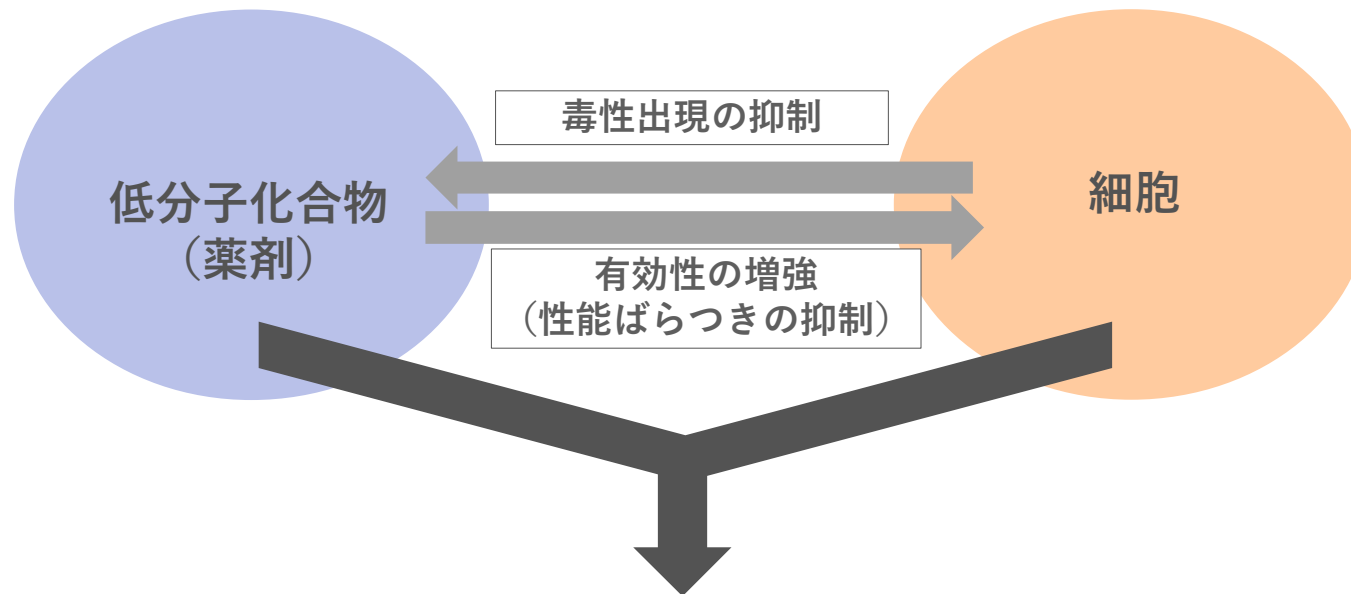 毒性出現の抑制
低分子化合物
（薬剤）
細胞
有効性の増強
（性能ばらつきの抑制）